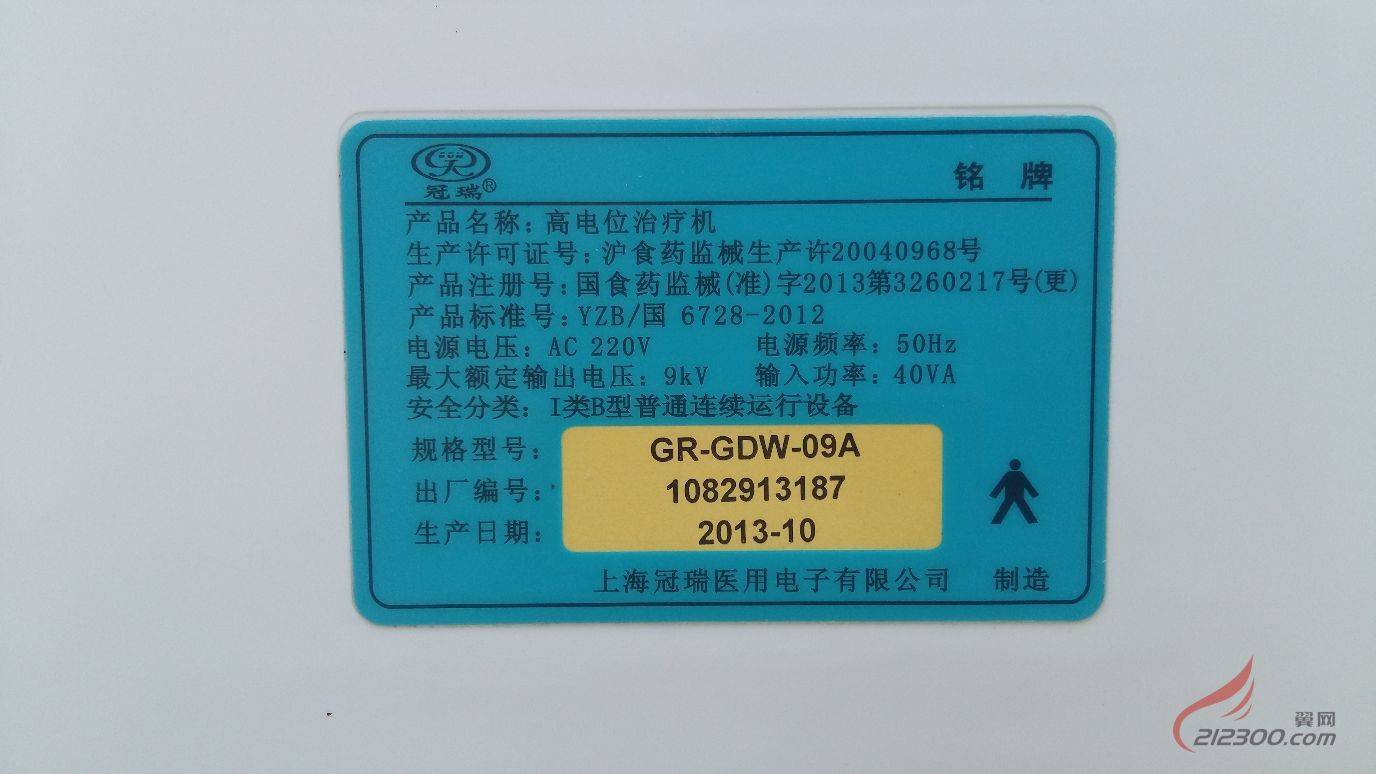 冠瑞®
铭牌
产品名称：高电位治疗机
生产许可证号：沪食药监械生产许20040968号
产品注册号：国食药监械(准)字2013第3260217号(更)
产品标准号：YZB/国 6728-2012
电源电压：AC 220V 电源频率：50Hz
最大额定输出电压：9kV 输入功率：40VA
安全分类：I类B型普通连续运行设备
规格型号：GR-GDW-09A
出厂编号：1082913187
生产日期：2013-10
上海冠瑞医用电子有限公司 制造
翼网
212300.com